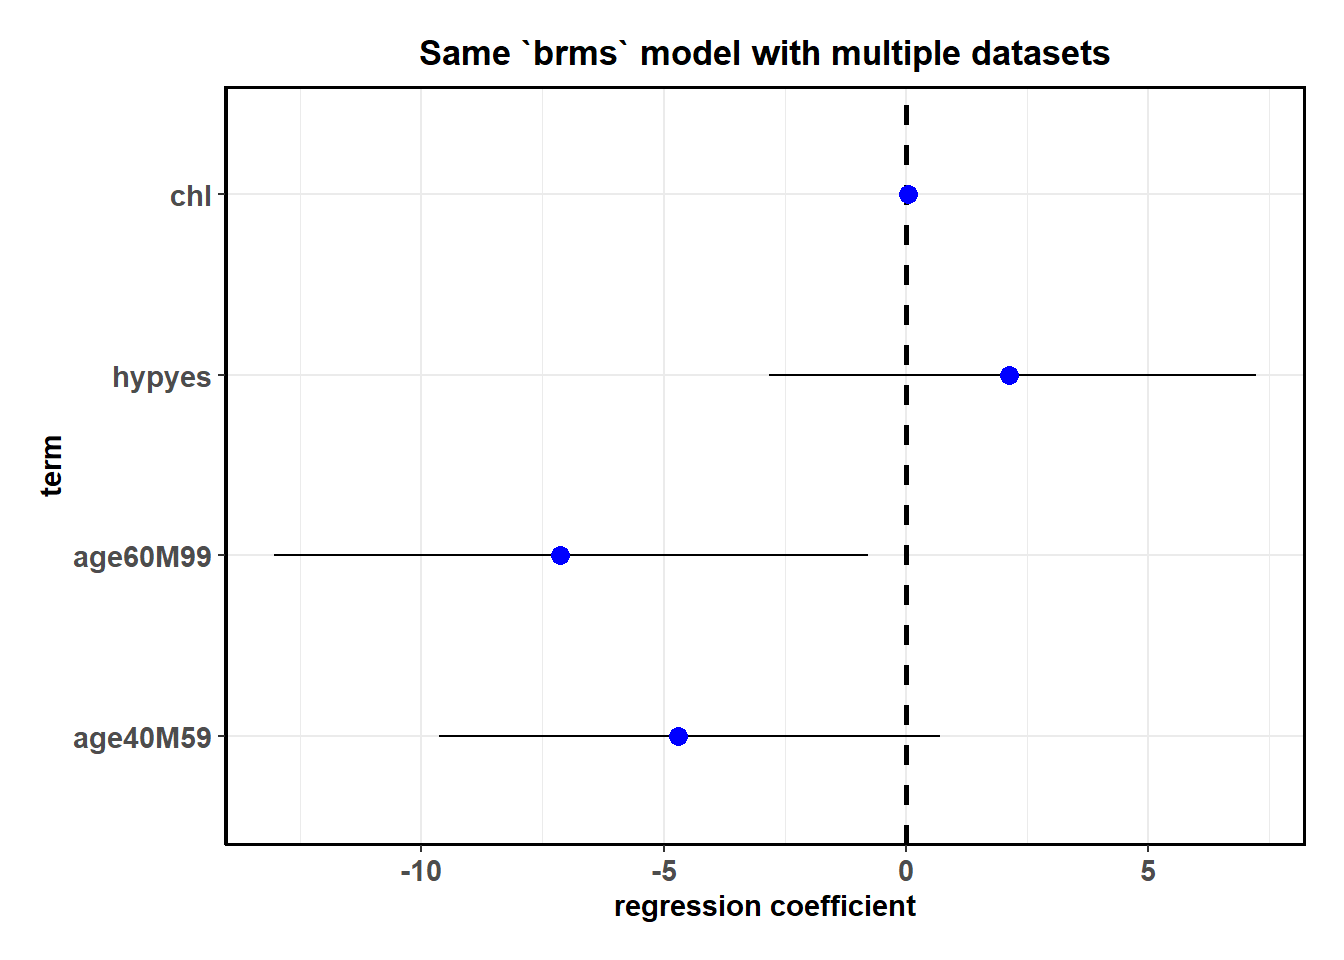 Same `brms` model with multiple datasets
chl
hypyes
term
age60M99
age40M59
-10 -5 0 5
regression coefficient